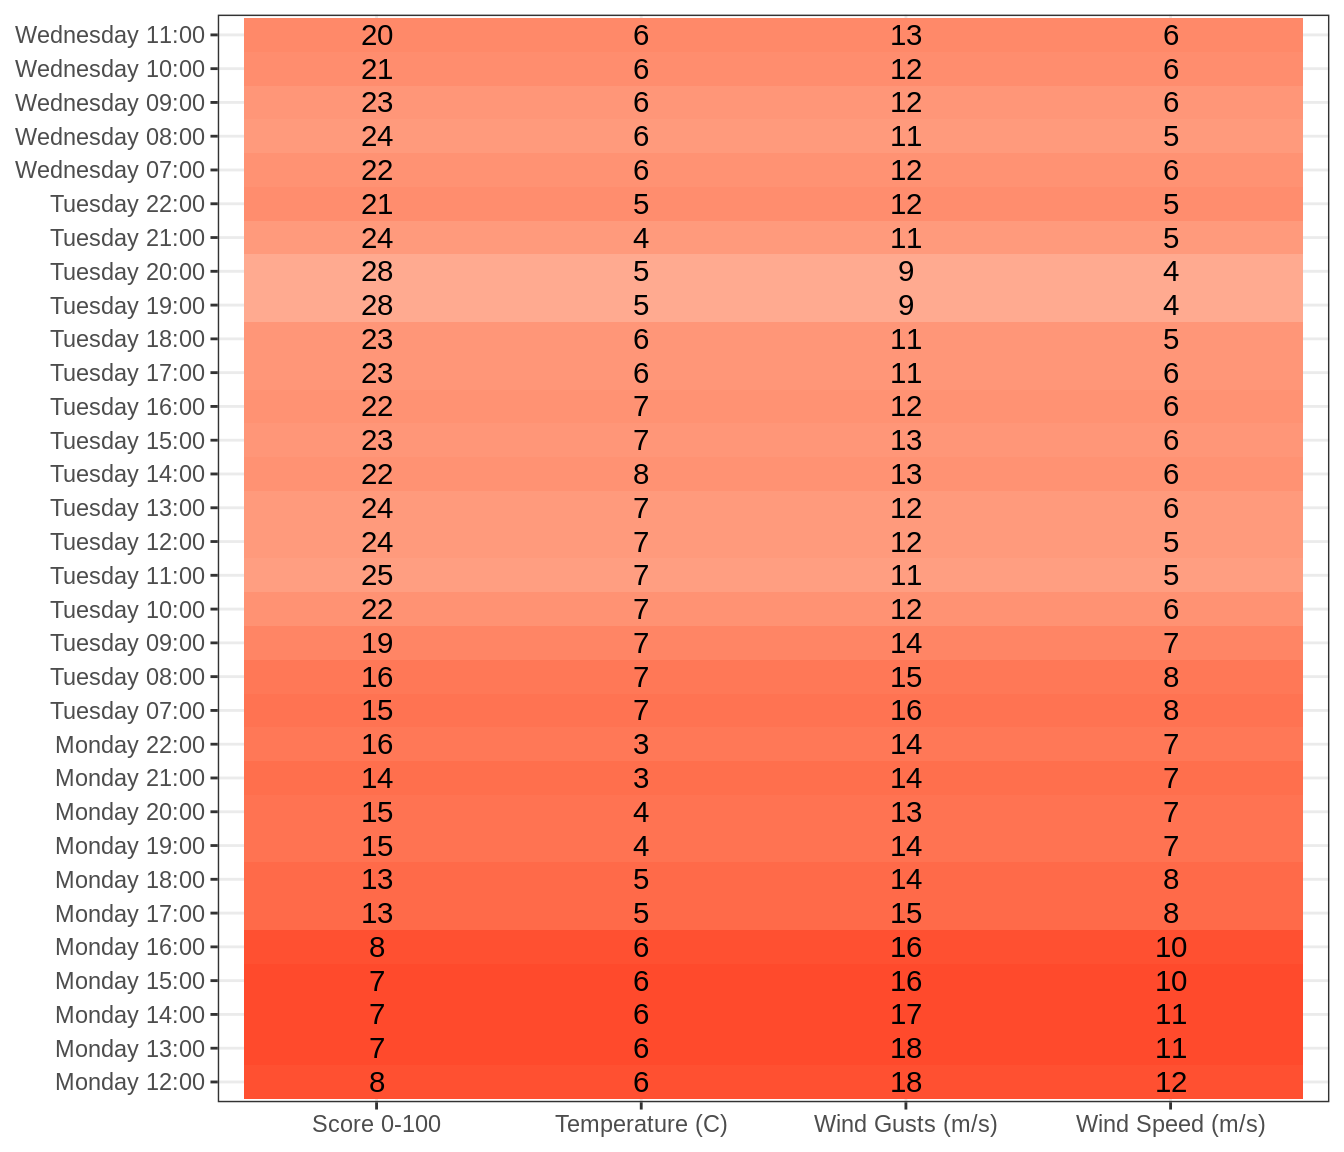 Wednesday 11:00 20 6 13 6
Wednesday 10:00 21 6 12 6
Wednesday 09:00 23 6 12 6
Wednesday 08:00 24 6 11 5
Wednesday 07:00 22 6 12 6
Tuesday 22:00 21 5 12 5
Tuesday 21:00 24 4 11 5
Tuesday 20:00 28 5 9 4
Tuesday 19:00 28 5 9 4
Tuesday 18:00 23 6 11 5
Tuesday 17:00 23 6 11 6
Tuesday 16:00 22 7 12 6
Tuesday 15:00 23 7 13 6
Tuesday 14:00 22 8 13 6
Tuesday 13:00 24 7 12 6
Tuesday 12:00 24 7 12 5
Tuesday 11:00 25 7 11 5
Tuesday 10:00 22 7 12 6
Tuesday 09:00 19 7 14 7
Tuesday 08:00 16 7 15 8
Tuesday 07:00 15 7 16 8
Monday 22:00 16 3 14 7
Monday 21:00 14 3 14 7
Monday 20:00 15 4 13 7
Monday 19:00 15 4 14 7
Monday 18:00 13 5 14 8
Monday 17:00 13 5 15 8
Monday 16:00 8 6 16 10
Monday 15:00 7 6 16 10
Monday 14:00 7 6 17 11
Monday 13:00 7 6 18 11
Monday 12:00 8 6 18 12
Score 0-100 Temperature (C) Wind Gusts (m/s) Wind Speed (m/s)